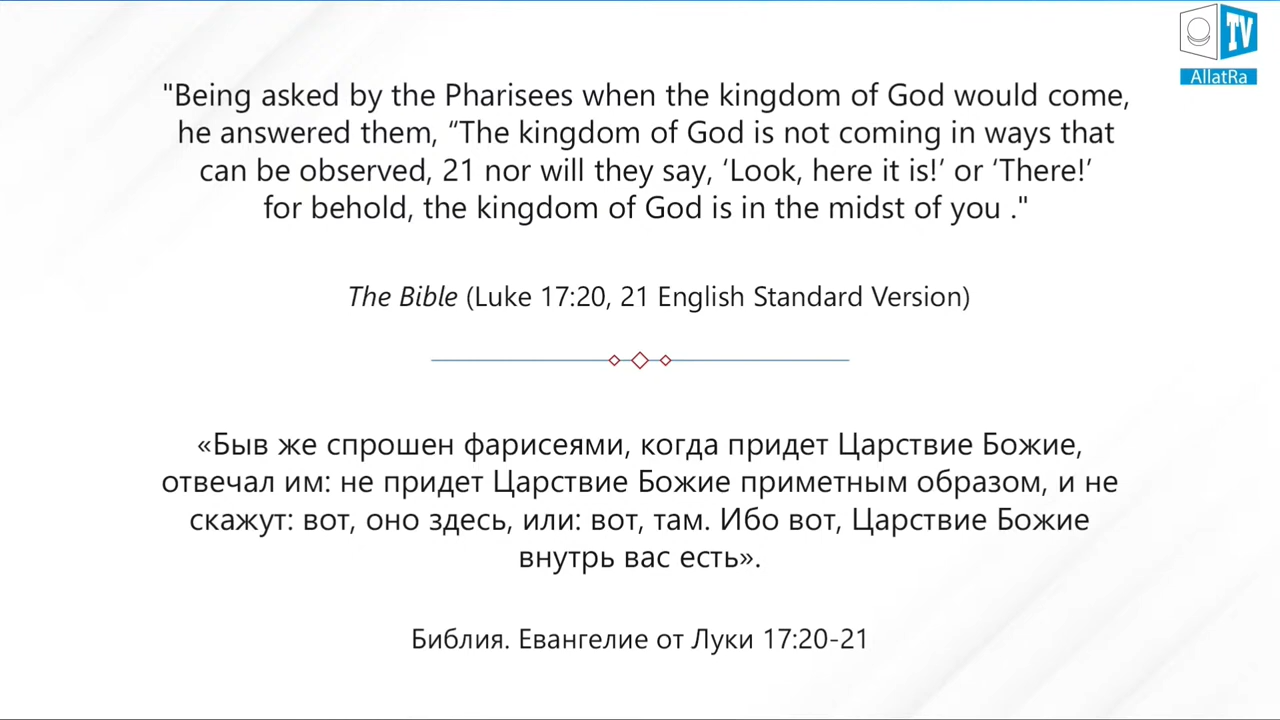 TV
AllatRa
"Being asked by the Pharisees when the kingdom of God would come,
he answered them, “The kingdom of God is not coming in ways that
can be observed, 21 nor will they say, ‘Look, here it is!’ or ‘There!’
for behold, the kingdom of God is in the midst of you ."
The Bible (Luke 17:20, 21 English Standard Version)
«Быв же спрошен фарисеями, когда придет Царствие Божие,
отвечал им: не придет Царствие Божие приметным образом, и не
скажут: вот, оно здесь, или: вот, там. Ибо вот, Царствие Божие
внутрь вас есть».
Библия. Евангелие от Луки 17:20-21